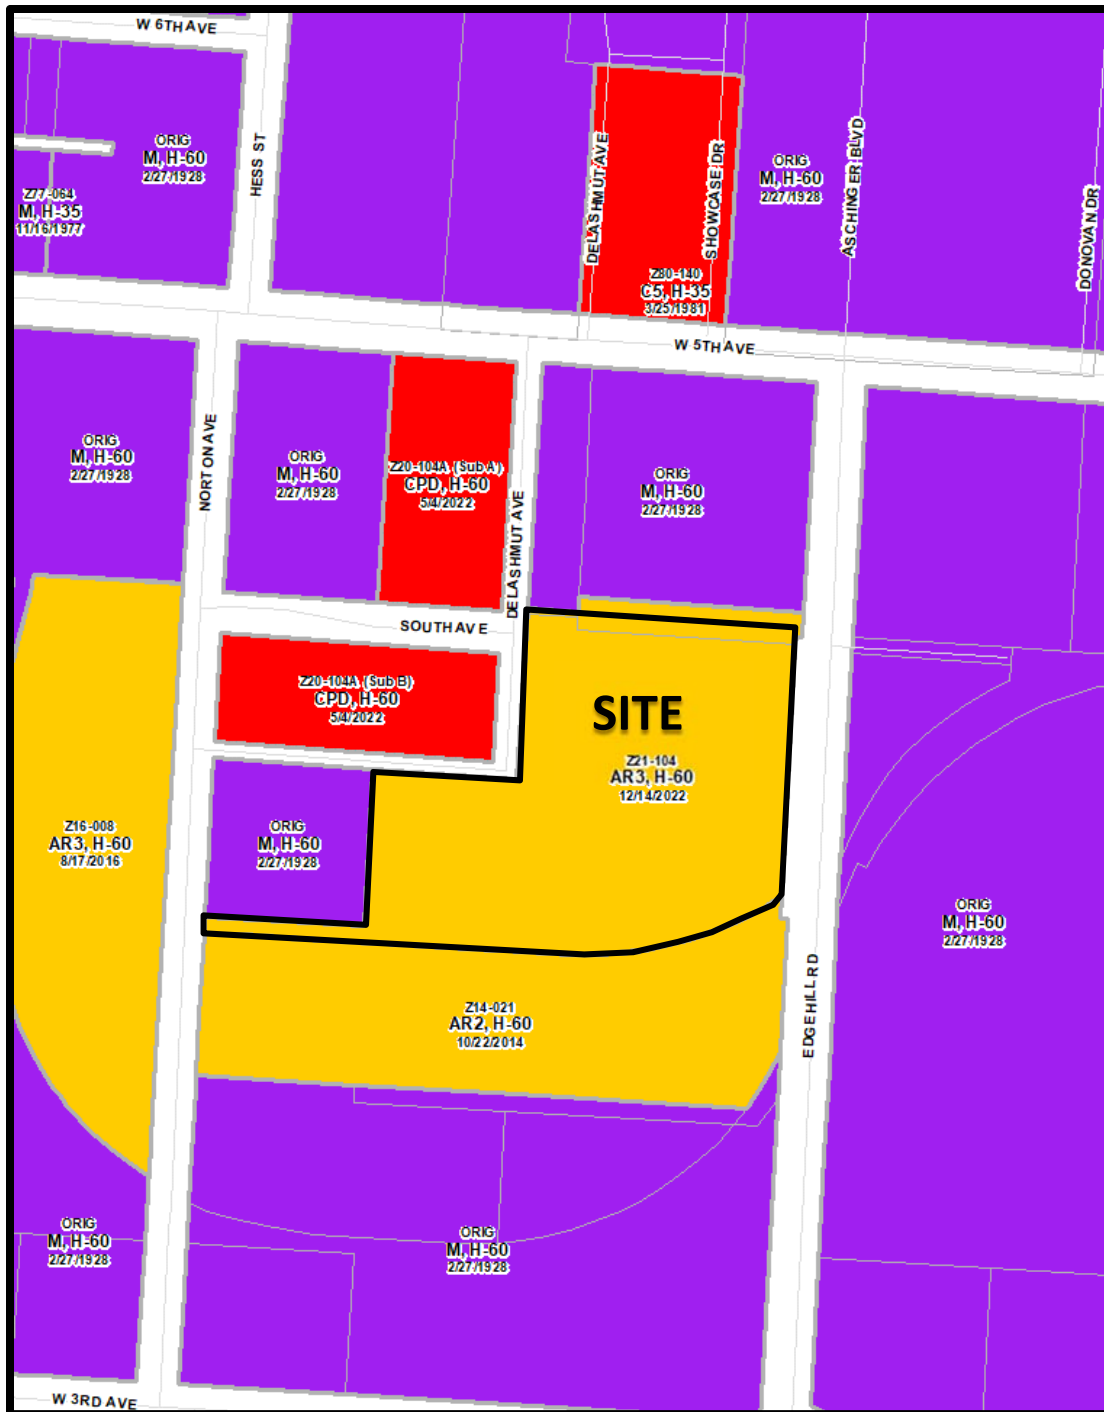 W 6TH AVE
ORIG
M, H-60
2/27/1928
HESS ST
Z77-064
M, H-35
11/16/1977
DELASHMUT AVE
SHOWCASE DR
ORIG
M, H-60
2/27/1928
ASCHINGER BLVD
DONOVAN DR
Z80-140
C5, H-35
3/25/1981
W 5TH AVE
ORIG
M, H-60
2/27/1928
NORTON AVE
ORIG
M, H-60
2/27/1928
Z20-104A (Sub A)
CPD, H-60
5/4/2022
DELASHMUT AVE
ORIG
M, H-60
2/27/1928
SOUTH AVE
Z20-104A (Sub B)
CPD, H-60
5/4/2022
SITE
Z21-104
AR3, H-60
12/14/2022
Z16-008
AR3, H-60
8/17/2016
ORIG
M, H-60
2/27/1928
ORIG
M, H-60
2/27/1928
Z14-021
AR2, H-60
10/22/2014
EDGEHILL RD
ORIG
M, H-60
2/27/1928
ORIG
M, H-60
2/27/1928
W 3RD AVE